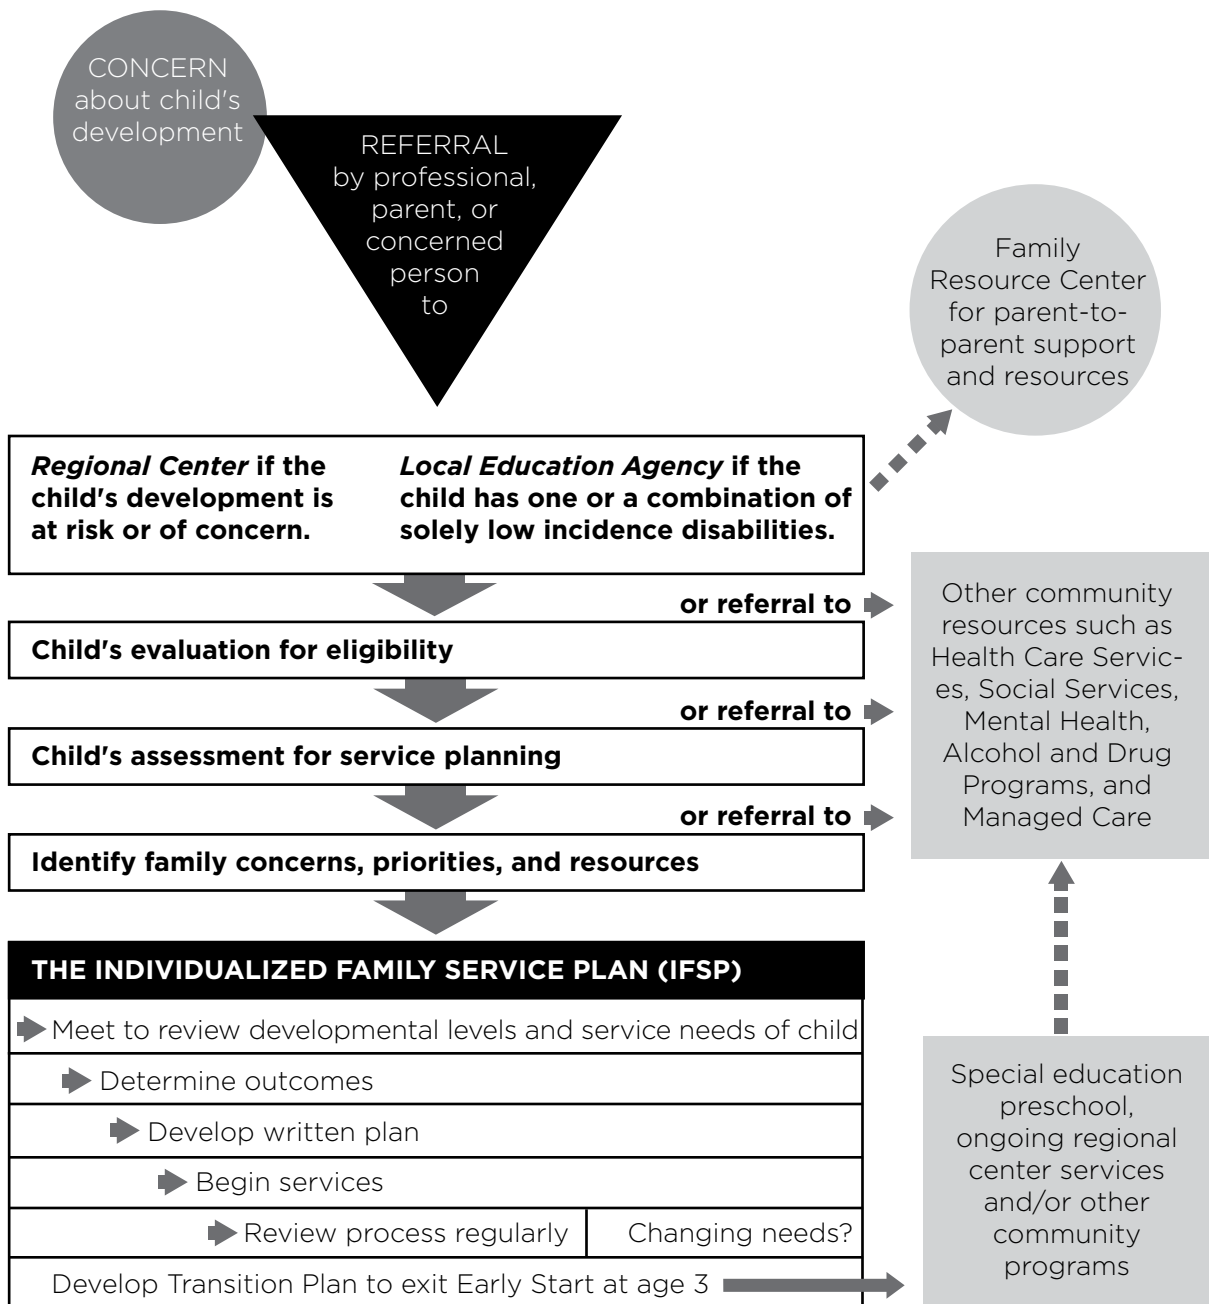 CONCERN
about child's
development
REFERRAL
by professional,
parent, or
concerned
person
to
Family
Resource Center
for parent-to-
parent support
and resources
Regional Center if the
child's development is
at risk or of concern.
Local Education Agency if the
child has one or a combination of
solely low incidence disabilities.
or referral to
Child's evaluation for eligibility
or referral to
Child's assessment for service planning
or referral to
Identify family concerns, priorities, and resources
Other community
resources such as
Health Care Servic-
es, Social Services,
Mental Health,
Alcohol and Drug
Programs, and
Managed Care
THE INDIVIDUALIZED FAMILY SERVICE PLAN (IFSP)
Meet to review developmental levels and service needs of child
Determine outcomes
Develop written plan
Begin services
Review process regularly
Changing needs?
Develop Transition Plan to exit Early Start at age 3
Special education
preschool,
ongoing regional
center services
and/or other
community
programs